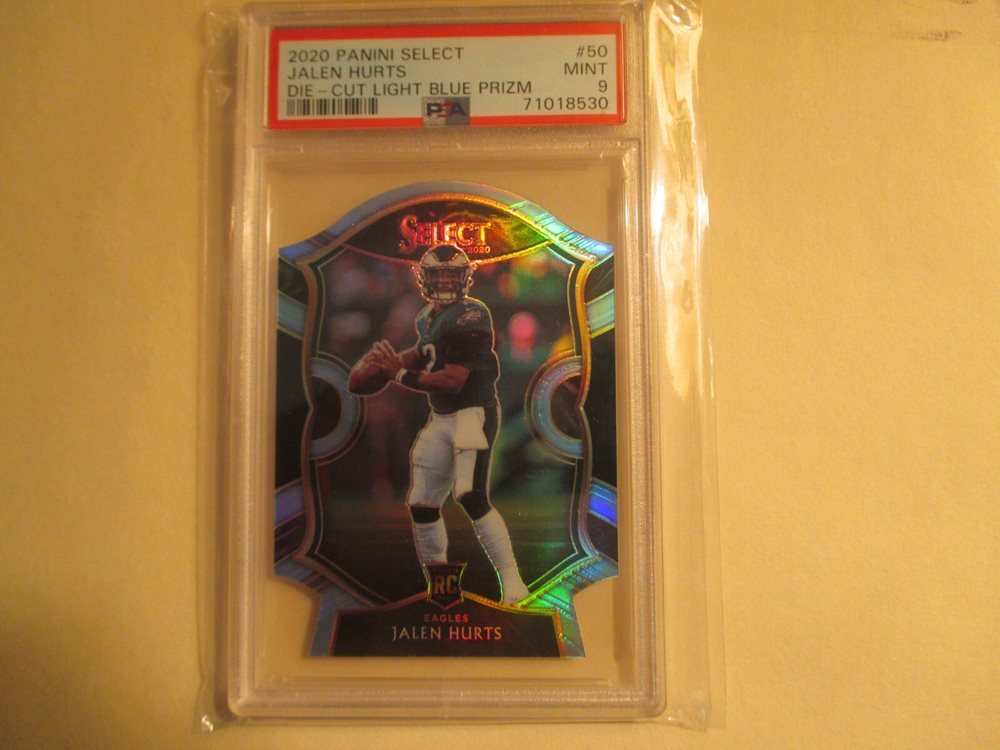 2020 PANINI SELECT #50
JALEN HURTS MINT
DIE-CUT LIGHT BLUE PRIZM 9
PSA 71018530
SELECT
2020
2
RC
EAGLES
JALEN HURTS